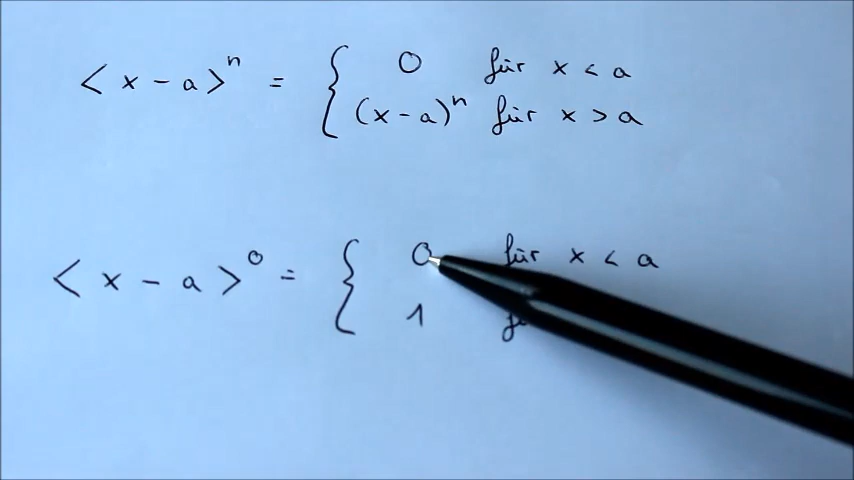 < x - a >^n = { 0 für x < a
(x - a)^n für x > a
< x - a >^0 = { 0 für x < a
1